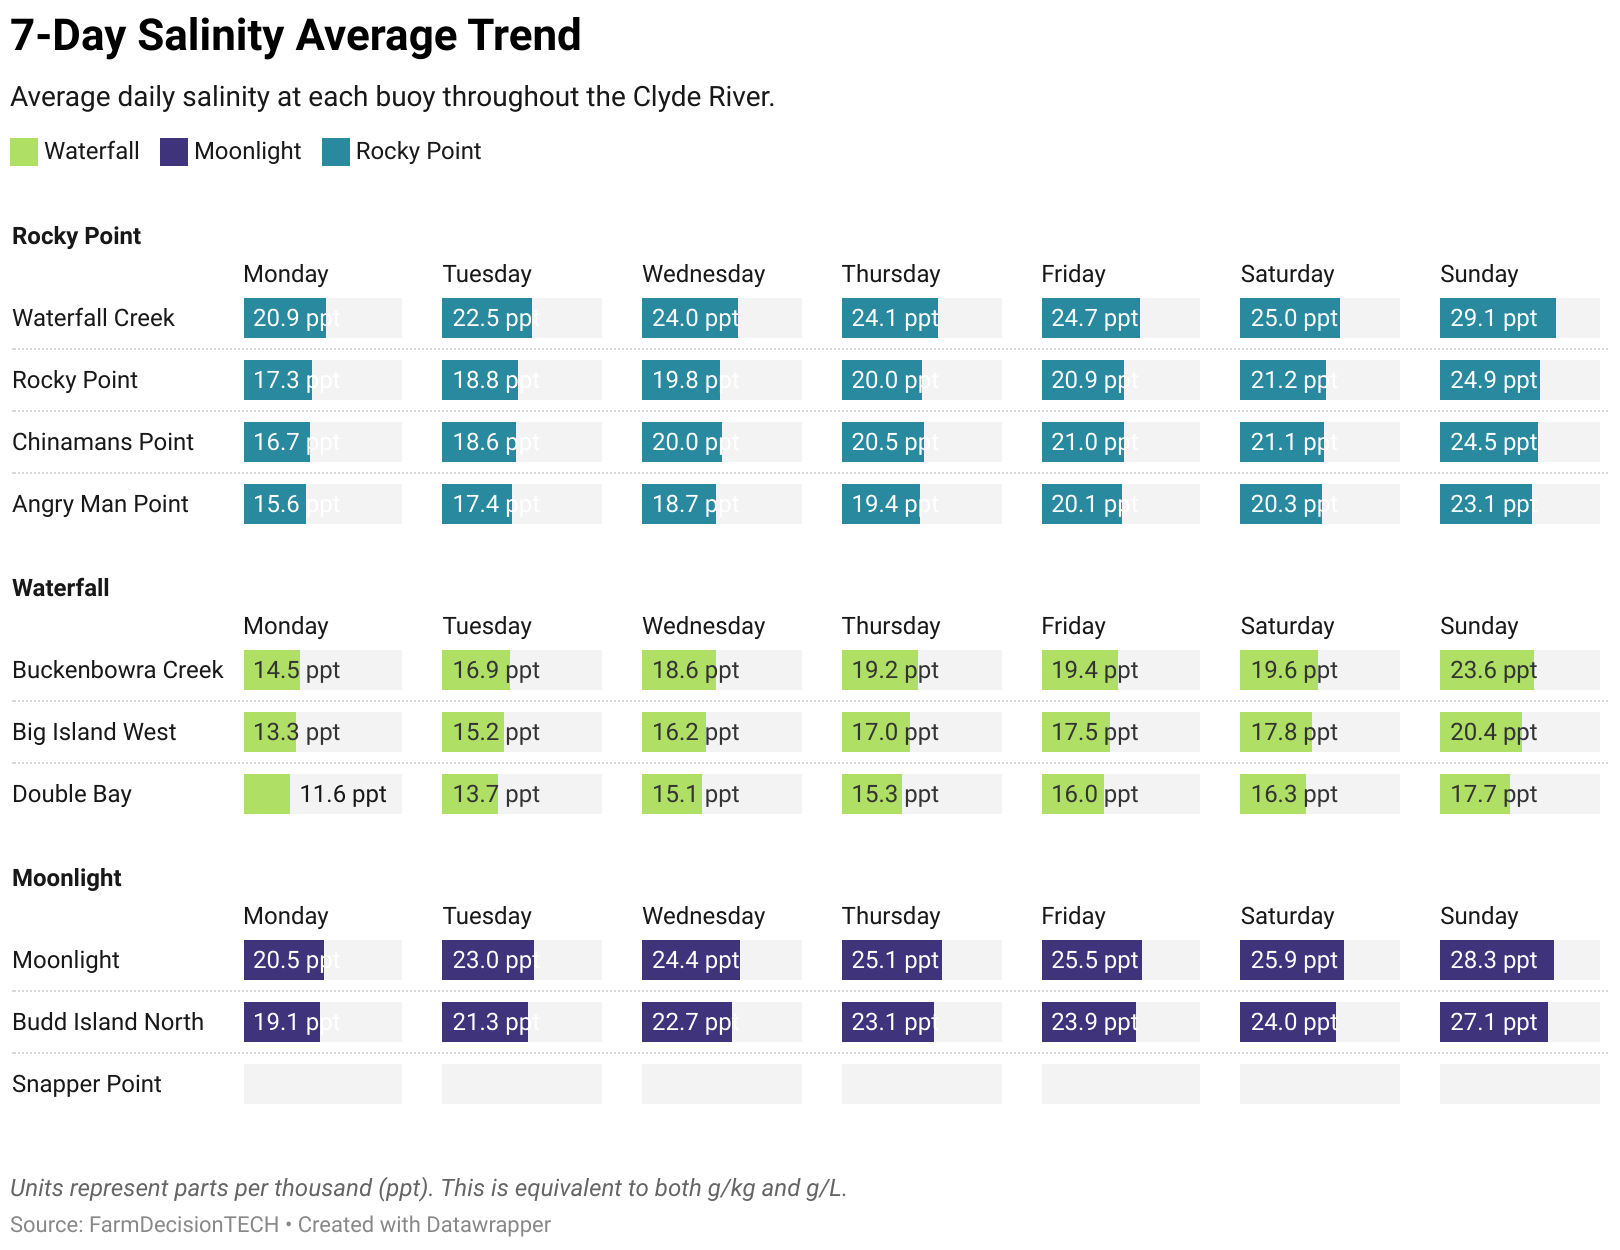 7-Day Salinity Average Trend
Average daily salinity at each buoy throughout the Clyde River.
Waterfall Moonlight Rocky Point
Rocky Point
Monday Tuesday Wednesday Thursday Friday Saturday Sunday
Waterfall Creek 20.9 ppt 22.5 ppt 24.0 ppt 24.1 ppt 24.7 ppt 25.0 ppt 29.1 ppt
Rocky Point 17.3 ppt 18.8 ppt 19.8 ppt 20.0 ppt 20.9 ppt 21.2 ppt 24.9 ppt
Chinamans Point 16.7 ppt 18.6 ppt 20.0 ppt 20.5 ppt 21.0 ppt 21.1 ppt 24.5 ppt
Angry Man Point 15.6 ppt 17.4 ppt 18.7 ppt 19.4 ppt 20.1 ppt 20.3 ppt 23.1 ppt
Waterfall
Monday Tuesday Wednesday Thursday Friday Saturday Sunday
Buckenbowra Creek 14.5 ppt 16.9 ppt 18.6 ppt 19.2 ppt 19.4 ppt 19.6 ppt 23.6 ppt
Big Island West 13.3 ppt 15.2 ppt 16.2 ppt 17.0 ppt 17.5 ppt 17.8 ppt 20.4 ppt
Double Bay 11.6 ppt 13.7 ppt 15.1 ppt 15.3 ppt 16.0 ppt 16.3 ppt 17.7 ppt
Moonlight
Monday Tuesday Wednesday Thursday Friday Saturday Sunday
Moonlight 20.5 ppt 23.0 ppt 24.4 ppt 25.1 ppt 25.5 ppt 25.9 ppt 28.3 ppt
Budd Island North 19.1 ppt 21.3 ppt 22.7 ppt 23.1 ppt 23.9 ppt 24.0 ppt 27.1 ppt
Snapper Point
Units represent parts per thousand (ppt). This is equivalent to both g/kg and g/L.
Source: FarmDecisionTECH • Created with Datawrapper